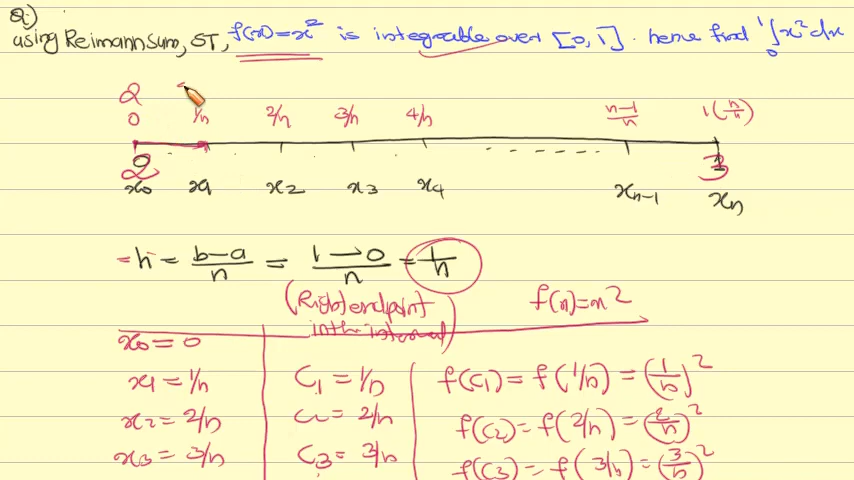 Q)
using Reimann sum, ST, f(x) = x² is integrable over [0,1]. hence find ∫₀¹ x² dx
2
0 1/n 2/n 3/n 4/n n-1/n 1(n/n)
2 3
x₀ x₁ x₂ x₃ x₄ xₙ₋₁ xₙ
h = b-a/n = 1-0/n = 1/n
(Right endpoint f(x) = x²
in the interval)
x₀ = 0
x₁ = 1/n C₁ = 1/n f(C₁) = f(1/n) = (1/n)²
x₂ = 2/n C₂ = 2/n f(C₂) = f(2/n) = (2/n)²
x₃ = 3/n C₃ = 3/n f(C₃) = f(3/n) = (3/n)²